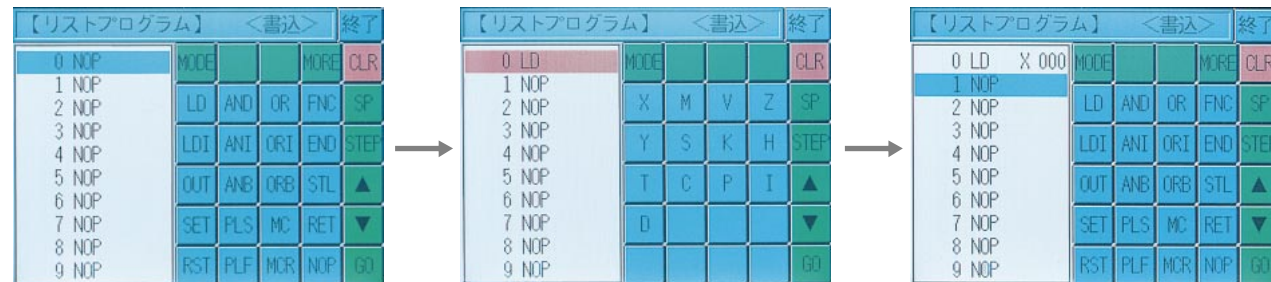 【リストプログラム】 <書込> 終了
0 NOP
1 NOP
2 NOP
3 NOP
4 NOP
5 NOP
6 NOP
7 NOP
8 NOP
9 NOP
MODE MORE CLR
LD AND OR FNC SP
LDI ANI ORI END STEP
OUT ANB ORB STL ▲
SET PLS MC RET ▼
RST PLF MCR NOP GO
【リストプログラム】 <書込> 終了
0 LD
1 NOP
2 NOP
3 NOP
4 NOP
5 NOP
6 NOP
7 NOP
8 NOP
9 NOP
MODE CLR
X M V Z SP
Y S K H STEP
T C P I ▲
D ▼
GO
【リストプログラム】 <書込> 終了
0 LD X 000
1 NOP
2 NOP
3 NOP
4 NOP
5 NOP
6 NOP
7 NOP
8 NOP
9 NOP
MODE MORE CLR
LD AND OR FNC SP
LDI ANI ORI END STEP
OUT ANB ORB STL ▲
SET PLS MC RET ▼
RST PLF MCR NOP GO